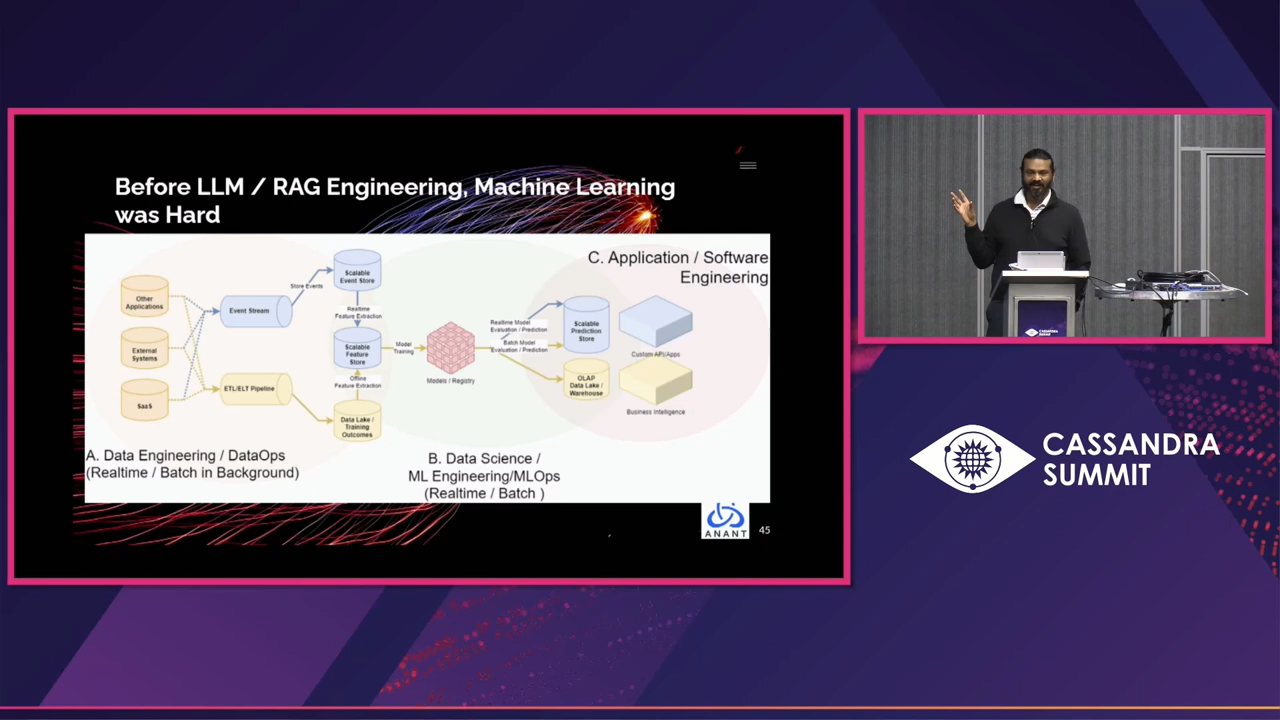 Before LLM / RAG Engineering, Machine Learning
was Hard
C. Application / Software
Engineering
Other
Applications
External
Systems
SaaS
Event Stream
ETL/ELT Pipeline
Store Events
Scalable
Event Store
Realtime
Feature Extraction
Scalable
Feature
Store
Offline
Feature Extraction
Data Lake /
Training
Outcomes
Model
Training
Models / Registry
Realtime Model
Evaluation / Prediction
Batch Model
Evaluation / Prediction
Scalable
Prediction
Store
OLAP
Data Lake /
Warehouse
Custom API/Apps
Business Intelligence
A. Data Engineering / DataOps
(Realtime / Batch in Background)
B. Data Science /
ML Engineering/MLOps
(Realtime / Batch )
ANANT
45
CASSANDRA
SUMMIT
CASSANDRA
SUMMIT